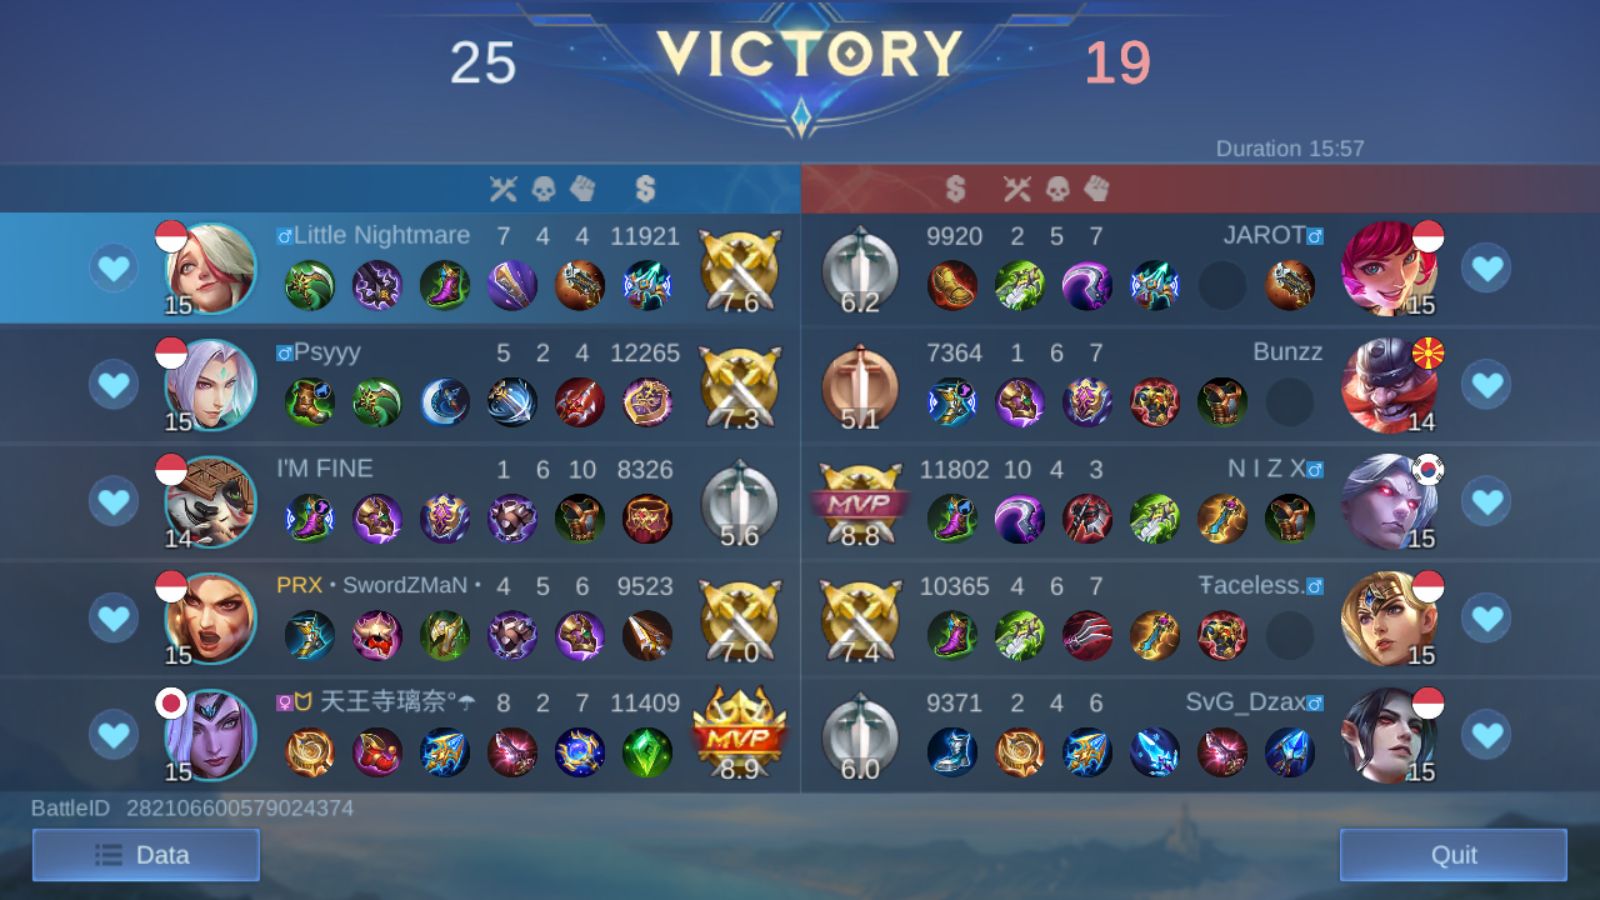 25 VICTORY 19
Duration 15:57
Little Nightmare 7 4 4 11921
15 7.6
6.2 9920 2 5 7 JAROT
15
Psyyy 5 2 4 12265
15 7.3
5.1 7364 1 6 7 Bunzz
14
I'M FINE 1 6 10 8326
14 5.6
MVP 8.8 11802 10 4 3 N I Z X
15
PRX • SwordZMaN • 4 5 6 9523
15 7.0
7.4 10365 4 6 7 Ŧaceless.
15
天王寺璃奈°☂ 8 2 7 11409
15 MVP 8.9
6.0 9371 2 4 6 SvG_Dzax
15
BattleID 282106600579024374
Data
Quit